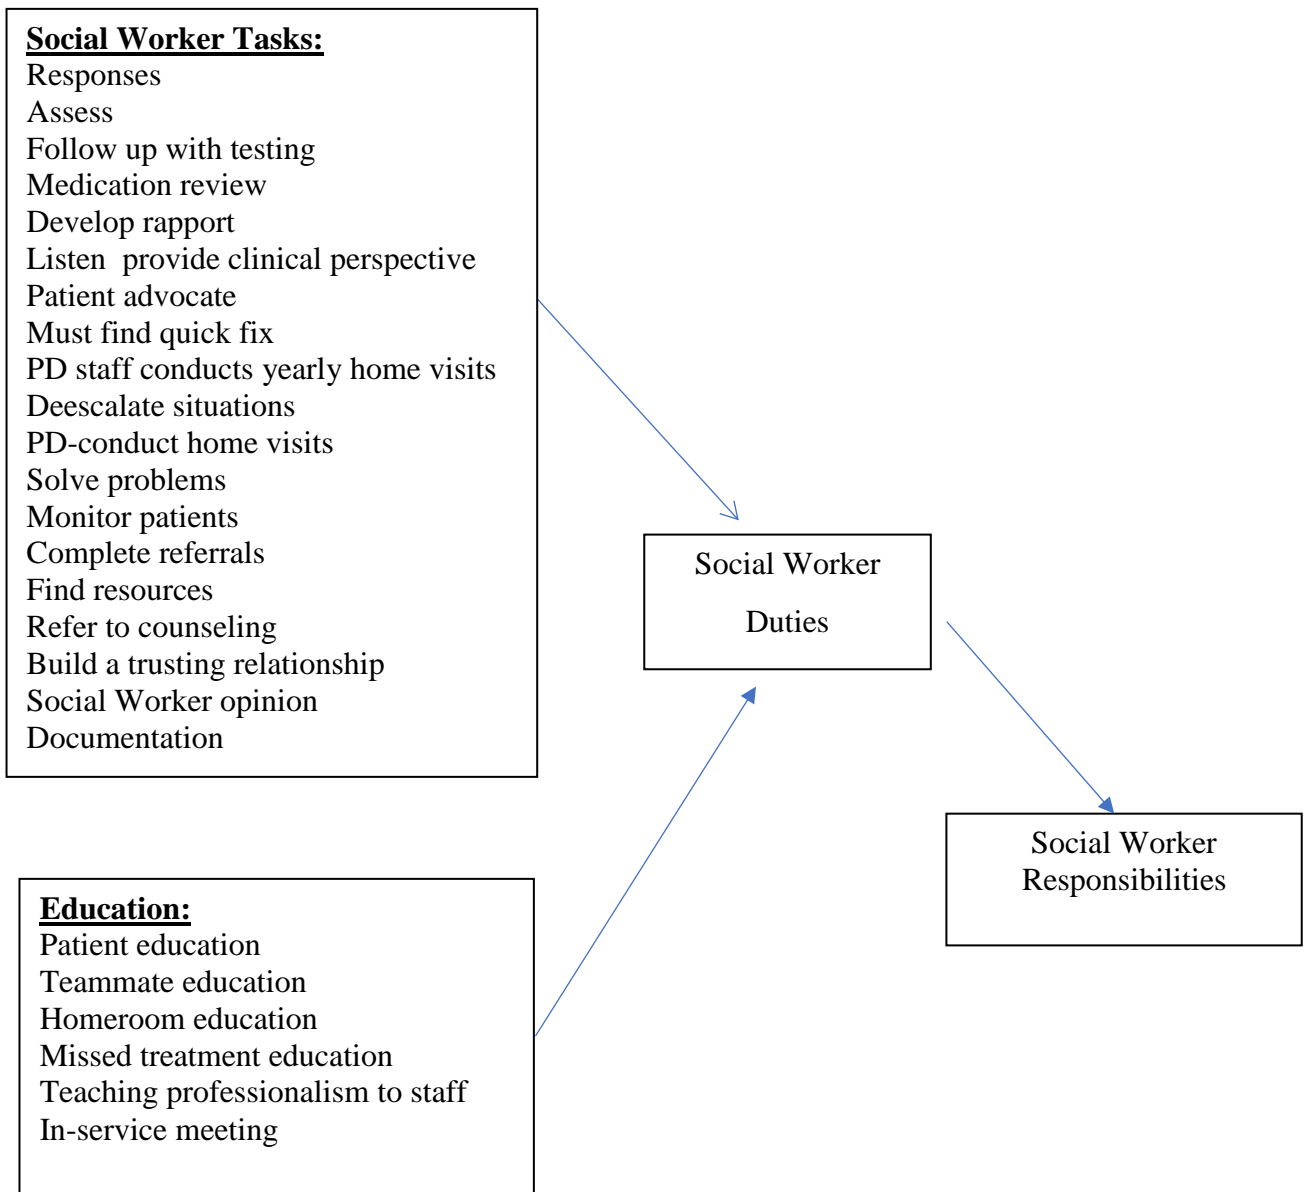 Social Worker Tasks:
Responses
Assess
Follow up with testing
Medication review
Develop rapport
Listen  provide clinical perspective
Patient advocate
Must find quick fix
PD staff conducts yearly home visits
Deescalate situations
PD-conduct home visits
Solve problems
Monitor patients
Complete referrals
Find resources
Refer to counseling
Build a trusting relationship
Social Worker opinion
Documentation
Social Worker
Duties
Social Worker
Responsibilities
Education:
Patient education
Teammate education
Homeroom education
Missed treatment education
Teaching professionalism to staff
In-service meeting